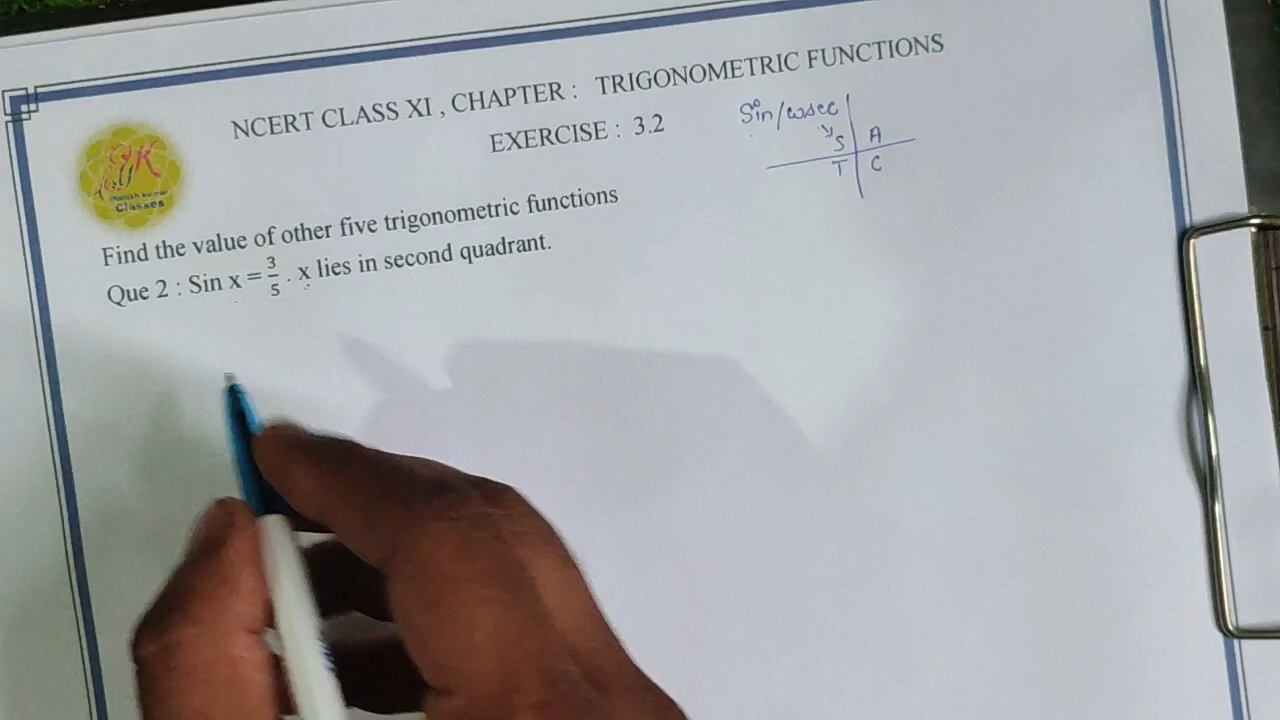 NCERT CLASS XI , CHAPTER : TRIGONOMETRIC FUNCTIONS
EXERCISE : 3.2
Sin/cosec
S A
T C
Classes
Find the value of other five trigonometric functions
Que 2 : Sin x = 3/5 . x lies in second quadrant.